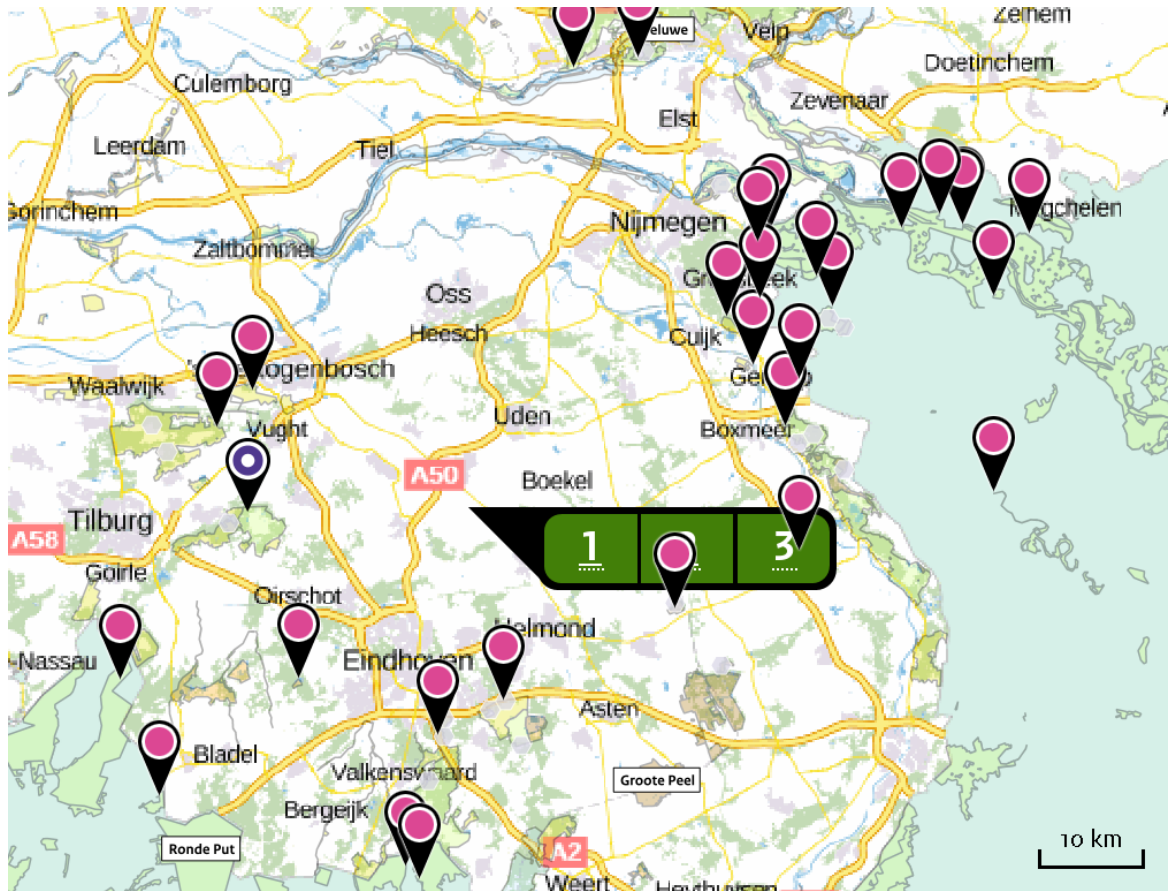 Zelhem
Velp
Doetinchem
Culemborg
Zevenaar
Elst
Leerdam
Tiel
Gorinchem
Nijmegen
Zaltbommel
Oss
Heesch
Cuijk
Waalwijk
Vught
Uden
Boxmeer
A50
Boekel
Tilburg
A58
1
3
Goirle
Oirschot
Helmond
Eindhoven
-Nassau
Asten
Bladel
Valkenswaard
Groote Peel
Bergeijk
Ronde Put
10 km
A2
Weert